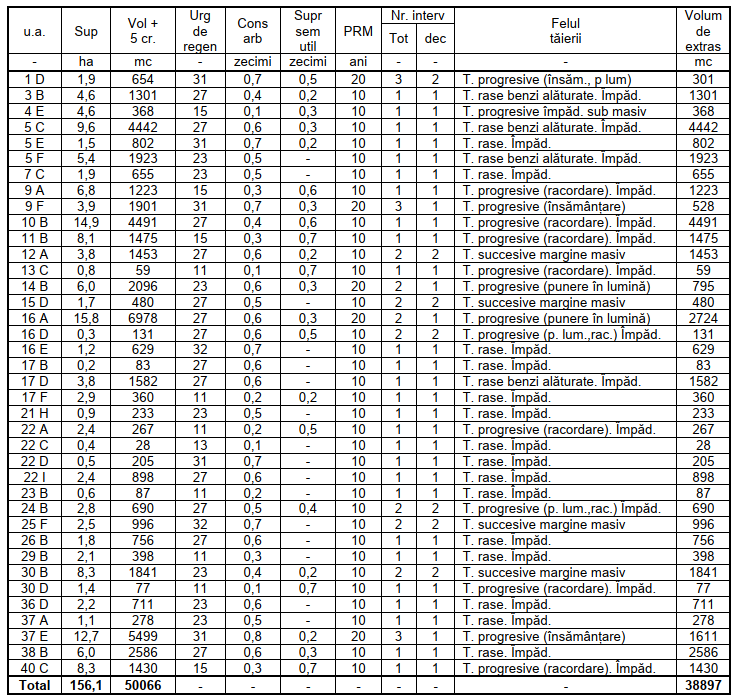 u.a. Sup Vol + 5 cr. Urg de regen Cons arb Supr sem util PRM Nr. interv Tot dec Felul tăierii Volum de extras
- ha mc - zecimi zecimi ani - - - mc
1 D 1,9 654 31 0,7 0,5 20 3 2 T. progresive (însăm., p lum) 301
3 B 4,6 1301 27 0,4 0,2 10 1 1 T. rase benzi alăturate. Împăd. 1301
4 E 4,6 368 15 0,1 0,3 10 1 1 T. progresive împăd. sub masiv 368
5 C 9,6 4442 27 0,6 0,3 10 1 1 T. rase benzi alăturate. Împăd. 4442
5 E 1,5 802 31 0,7 0,2 10 1 1 T. rase. Împăd. 802
5 F 5,4 1923 23 0,5 - 10 1 1 T. rase benzi alăturate. Împăd. 1923
7 C 1,9 655 23 0,5 - 10 1 1 T. rase. Împăd. 655
9 A 6,8 1223 15 0,3 0,6 10 1 1 T. progresive (racordare). Împăd. 1223
9 F 3,9 1901 31 0,7 0,3 20 3 1 T. progresive (însămânțare) 528
10 B 14,9 4491 27 0,4 0,6 10 1 1 T. progresive (racordare). Împăd. 4491
11 B 8,1 1475 15 0,3 0,7 10 1 1 T. progresive (racordare). Împăd. 1475
12 A 3,8 1453 27 0,6 0,2 10 2 2 T. succesive margine masiv 1453
13 C 0,8 59 11 0,1 0,7 10 1 1 T. progresive (racordare). Împăd. 59
14 B 6,0 2096 23 0,6 0,3 20 2 1 T. progresive (punere în lumină) 795
15 D 1,7 480 27 0,5 - 10 2 2 T. succesive margine masiv 480
16 A 15,8 6978 27 0,6 0,3 20 2 1 T. progresive (punere în lumină) 2724
16 D 0,3 131 27 0,6 0,5 10 2 2 T. progresive (p. lum.,rac.) Împăd. 131
16 E 1,2 629 32 0,7 - 10 1 1 T. rase. Împăd. 629
17 B 0,2 83 27 0,6 - 10 1 1 T. rase. Împăd. 83
17 D 3,8 1582 27 0,6 - 10 1 1 T. rase benzi alăturate. Împăd. 1582
17 F 2,9 360 11 0,2 0,2 10 1 1 T. rase. Împăd. 360
21 H 0,9 233 23 0,5 - 10 1 1 T. rase. Împăd. 233
22 A 2,4 267 11 0,2 0,5 10 1 1 T. progresive (racordare). Împăd. 267
22 C 0,4 28 13 0,1 - 10 1 1 T. rase. Împăd. 28
22 D 0,5 205 31 0,7 - 10 1 1 T. rase. Împăd. 205
22 I 2,4 898 27 0,6 - 10 1 1 T. rase. Împăd. 898
23 B 0,6 87 11 0,2 - 10 1 1 T. rase. Împăd. 87
24 B 2,8 690 27 0,5 0,4 10 2 2 T. progresive (p. lum.,rac.) Împăd. 690
25 F 2,5 996 32 0,7 - 10 2 2 T. succesive margine masiv 996
26 B 1,8 756 27 0,6 - 10 1 1 T. rase. Împăd. 756
29 B 2,1 398 11 0,3 - 10 1 1 T. rase. Împăd. 398
30 B 8,3 1841 23 0,4 0,2 10 2 2 T. succesive margine masiv 1841
30 D 1,4 77 11 0,1 0,7 10 1 1 T. progresive (racordare). Împăd. 77
36 D 2,2 711 23 0,6 - 10 1 1 T. rase. Împăd. 711
37 A 1,1 278 23 0,5 - 10 1 1 T. rase. Împăd. 278
37 E 12,7 5499 31 0,8 0,2 20 3 1 T. progresive (însămânțare) 1611
38 B 6,0 2586 27 0,6 0,3 10 1 1 T. rase. Împăd. 2586
40 C 8,3 1430 15 0,3 0,7 10 1 1 T. progresive (racordare). Împăd. 1430
Total 156,1 50066 - - - - - - - 38897